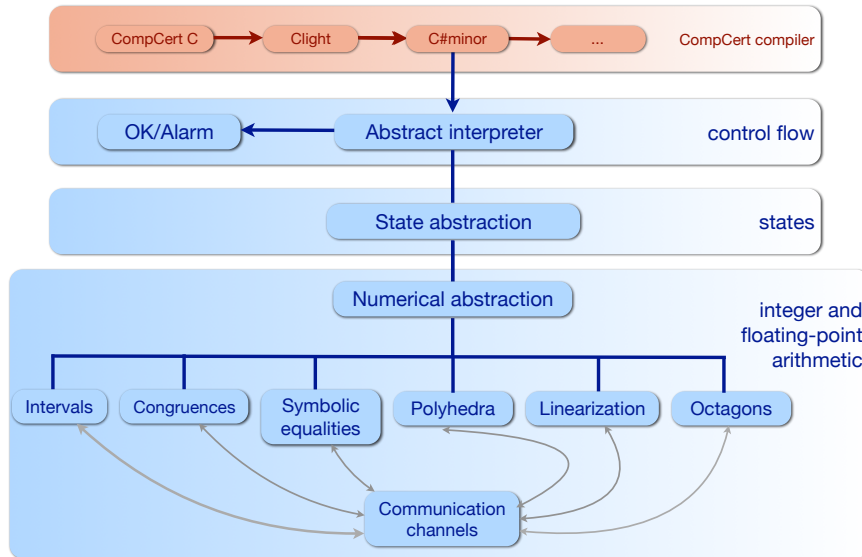 CompCert C
Clight
C#minor
...
CompCert compiler
OK/Alarm
Abstract interpreter
control flow
State abstraction
states
Numerical abstraction
integer and
floating-point
arithmetic
Intervals
Congruences
Symbolic
equalities
Polyhedra
Linearization
Octagons
Communication
channels